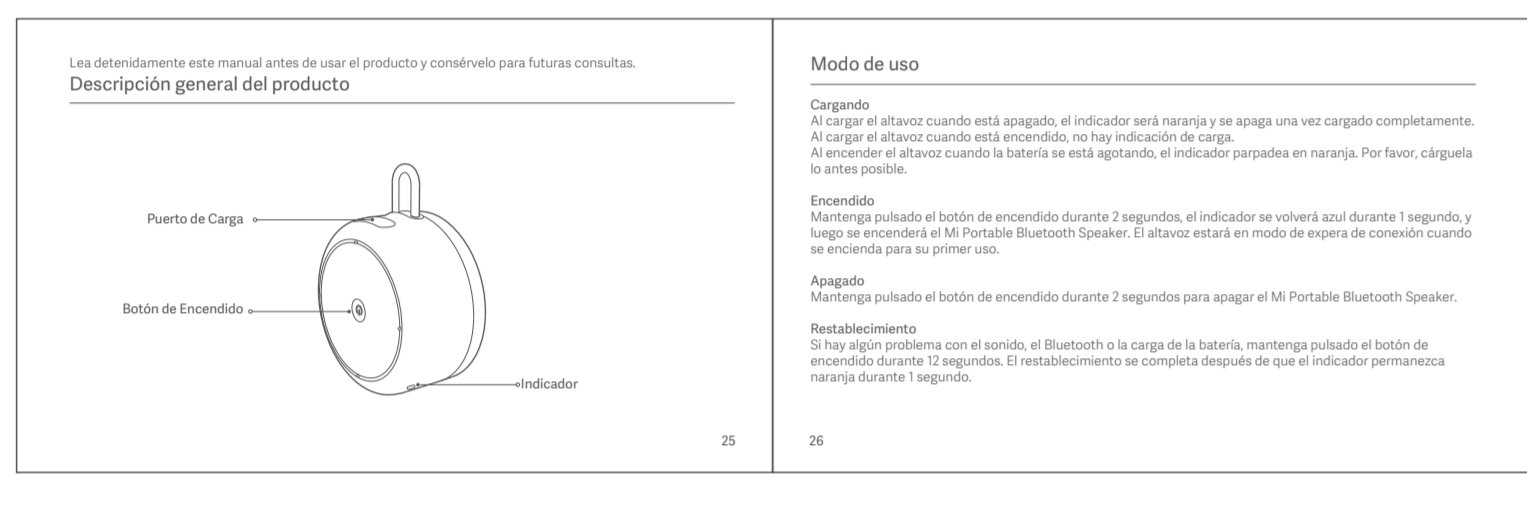 Lea detenidamente este manual antes de usar el producto y consérvelo para futuras consultas.
Descripción general del producto
Puerto de Carga
Botón de Encendido
Indicador
25
Modo de uso
Cargando
Al cargar el altavoz cuando está apagado, el indicador será naranja y se apaga una vez cargado completamente.
Al cargar el altavoz cuando está encendido, no hay indicación de carga.
Al encender el altavoz cuando la batería se está agotando, el indicador parpadea en naranja. Por favor, cárguela
lo antes posible.
Encendido
Mantenga pulsado el botón de encendido durante 2 segundos, el indicador se volverá azul durante 1 segundo, y
luego se encenderá el Mi Portable Bluetooth Speaker. El altavoz estará en modo de expera de conexión cuando
se encienda para su primer uso.
Apagado
Mantenga pulsado el botón de encendido durante 2 segundos para apagar el Mi Portable Bluetooth Speaker.
Restablecimiento
Si hay algún problema con el sonido, el Bluetooth o la carga de la batería, mantenga pulsado el botón de
encendido durante 12 segundos. El restablecimiento se completa después de que el indicador permanezca
naranja durante 1 segundo.
26